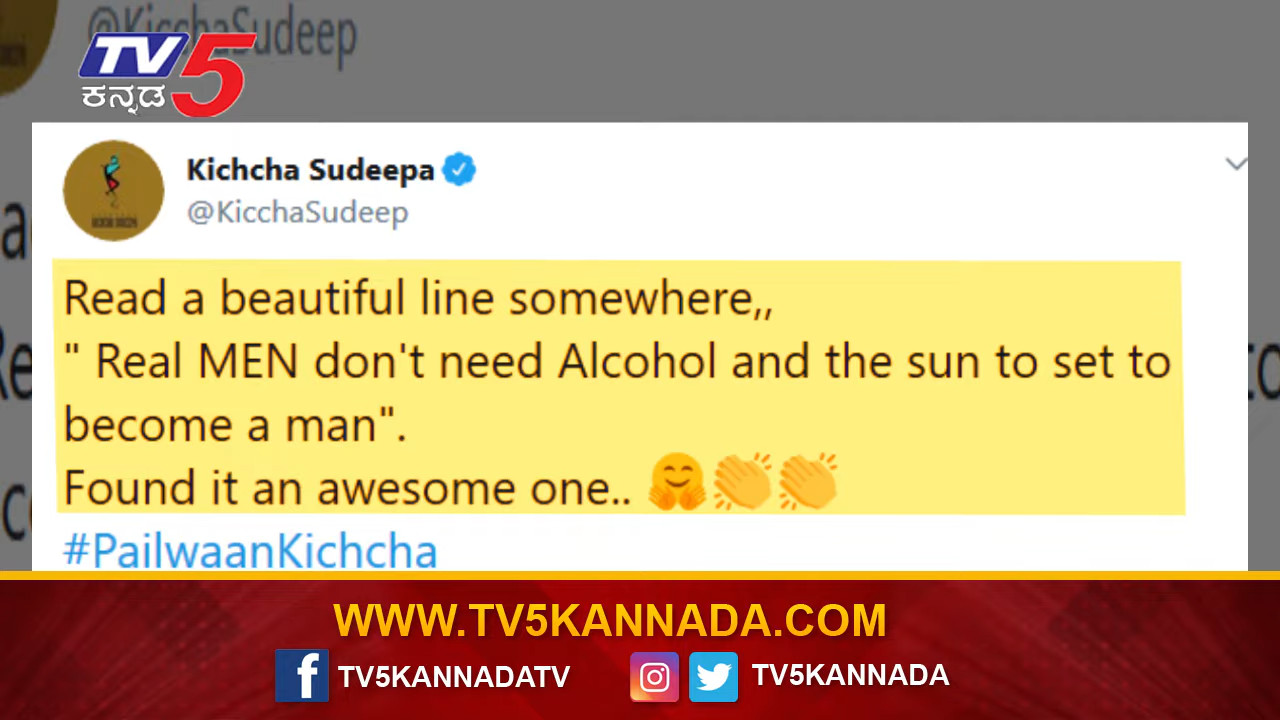 @KicchaSudeep
TV5
ಕನ್ನಡ
Kichcha Sudeepa
@KicchaSudeep
Read a beautiful line somewhere,,
" Real MEN don't need Alcohol and the sun to set to
become a man".
Found it an awesome one.. 🤗👏👏
#PailwaanKichcha
WWW.TV5KANNADA.COM
TV5KANNADATV
TV5KANNADA